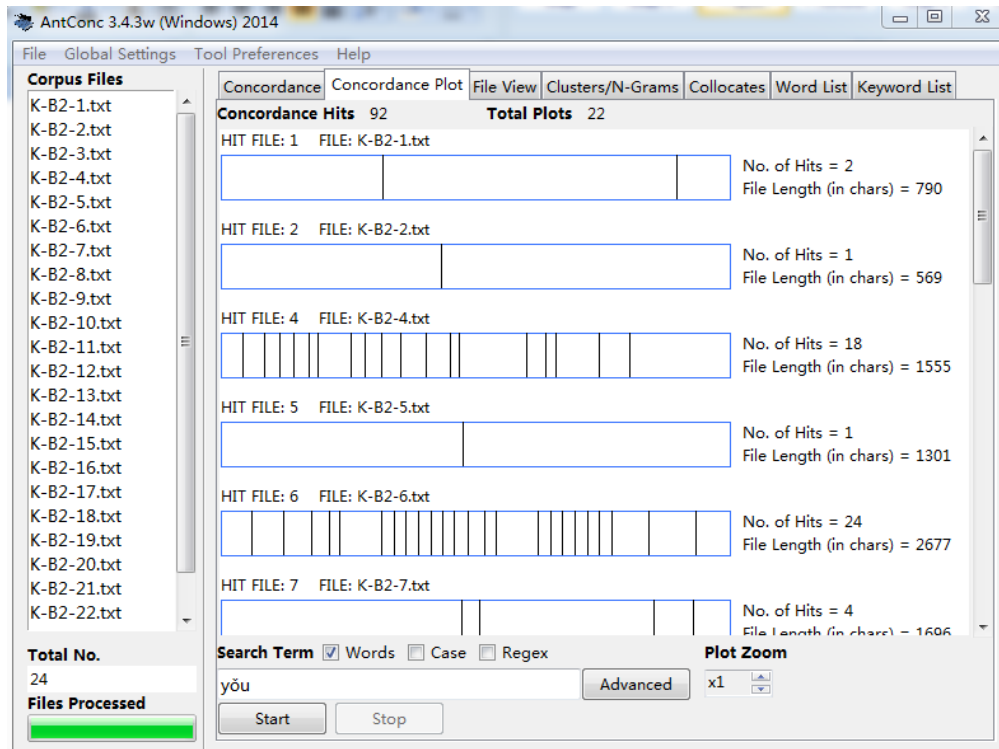 AntConc 3.4.3w (Windows) 2014
File Global Settings Tool Preferences Help
Corpus Files
K-B2-1.txt
K-B2-2.txt
K-B2-3.txt
K-B2-4.txt
K-B2-5.txt
K-B2-6.txt
K-B2-7.txt
K-B2-8.txt
K-B2-9.txt
K-B2-10.txt
K-B2-11.txt
K-B2-12.txt
K-B2-13.txt
K-B2-14.txt
K-B2-15.txt
K-B2-16.txt
K-B2-17.txt
K-B2-18.txt
K-B2-19.txt
K-B2-20.txt
K-B2-21.txt
K-B2-22.txt
Total No.
24
Files Processed
Concordance Concordance Plot File View Clusters/N-Grams Collocates Word List Keyword List
Concordance Hits 92 Total Plots 22
HIT FILE: 1 FILE: K-B2-1.txt
No. of Hits = 2
File Length (in chars) = 790
HIT FILE: 2 FILE: K-B2-2.txt
No. of Hits = 1
File Length (in chars) = 569
HIT FILE: 4 FILE: K-B2-4.txt
No. of Hits = 18
File Length (in chars) = 1555
HIT FILE: 5 FILE: K-B2-5.txt
No. of Hits = 1
File Length (in chars) = 1301
HIT FILE: 6 FILE: K-B2-6.txt
No. of Hits = 24
File Length (in chars) = 2677
HIT FILE: 7 FILE: K-B2-7.txt
No. of Hits = 4
File Length (in chars) = 1696
Search Term Words Case Regex Plot Zoom
yǒu Advanced x1
Start Stop